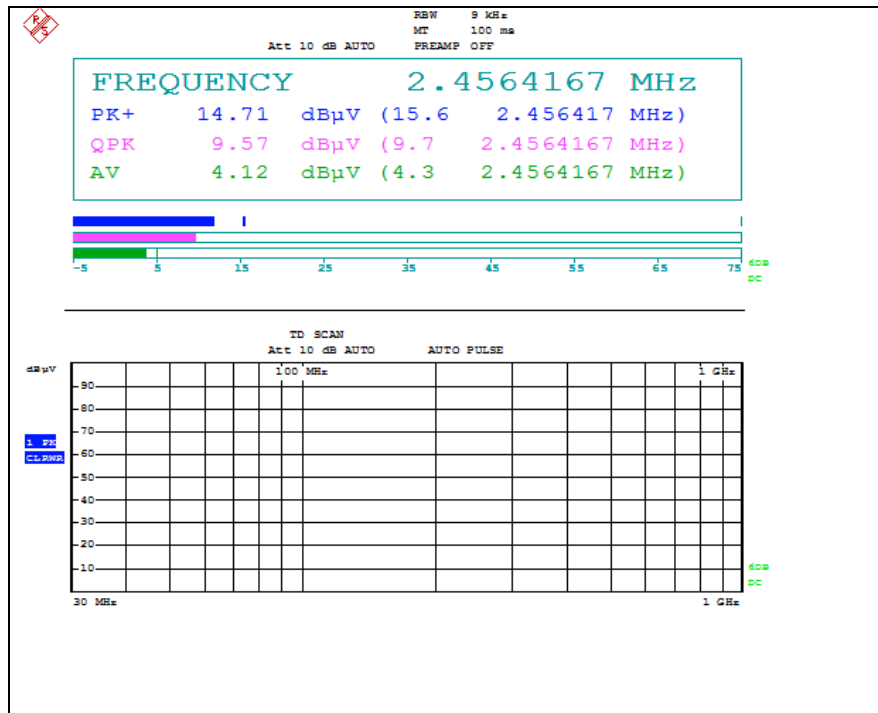 R S
RBW 9 kHz
MT 100 ms
Att 10 dB AUTO PREAMP OFF
FREQUENCY 2.4564167 MHz
PK+ 14.71 dBµV (15.6 2.456417 MHz)
QPK 9.57 dBµV (9.7 2.4564167 MHz)
AV 4.12 dBµV (4.3 2.4564167 MHz)
-5 5 15 25 35 45 55 65 75
6DB
DC
TD SCAN
Att 10 dB AUTO AUTO PULSE
dBµV
100 MHz 1 GHz
90
80
70
1 PK
CLRWR
60
50
40
30
20
10
6DB
DC
30 MHz 1 GHz